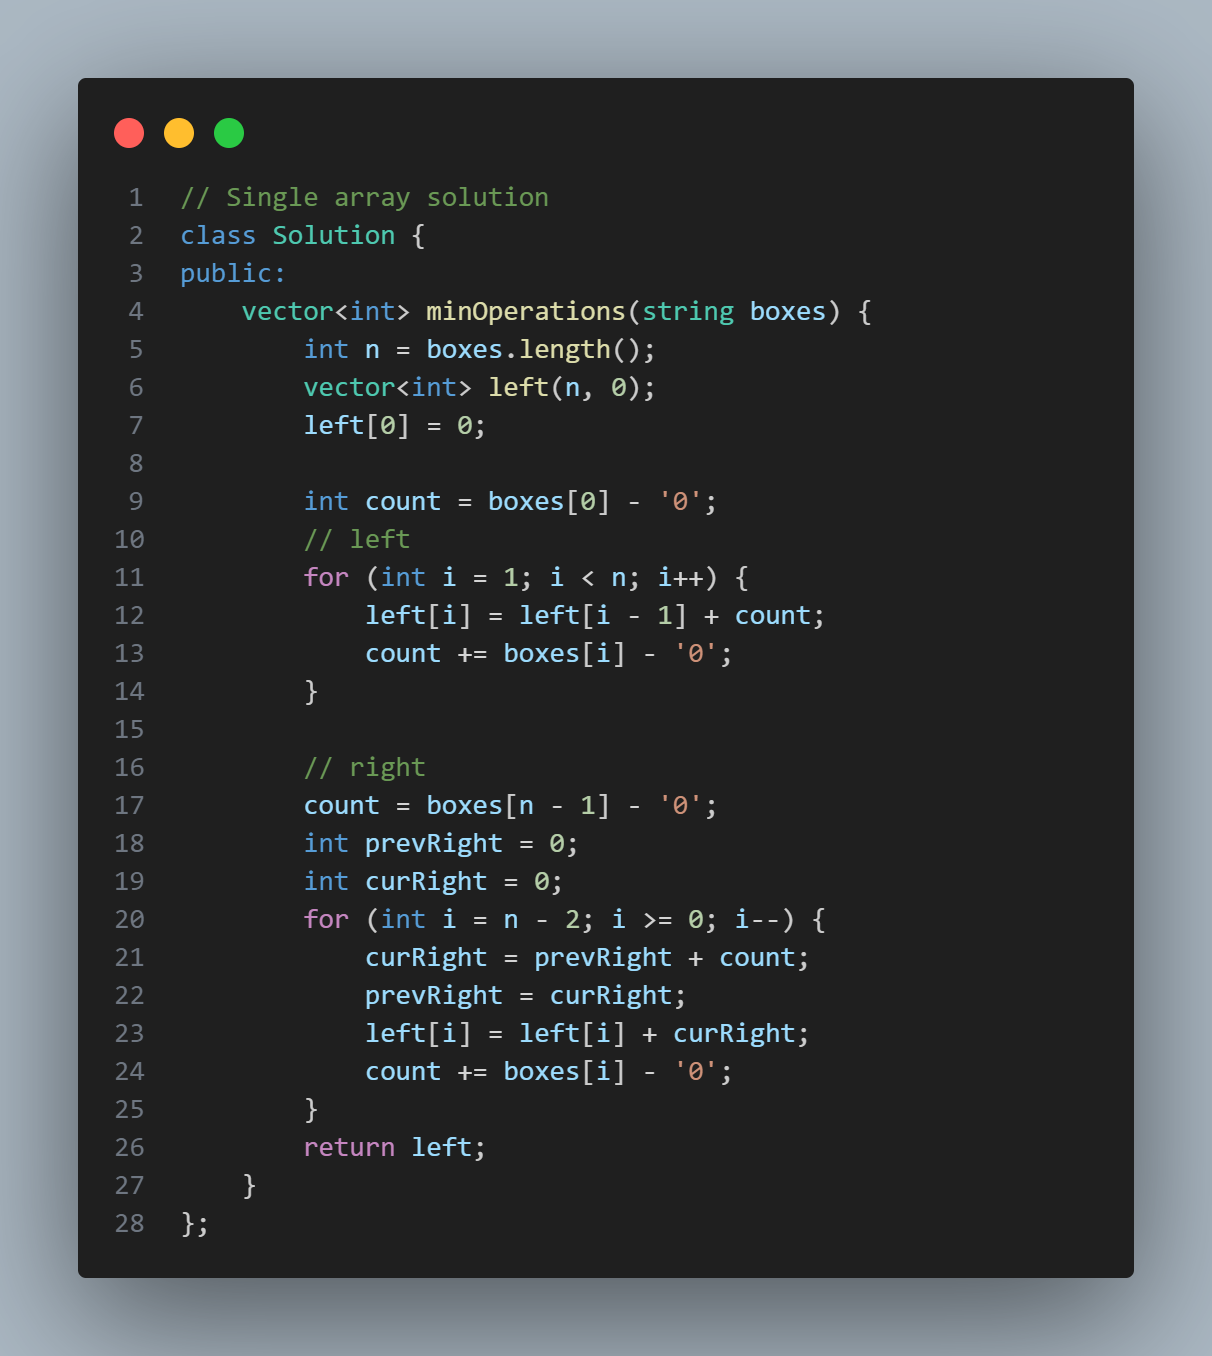 1 // Single array solution
2 class Solution {
3 public:
4     vector<int> minOperations(string boxes) {
5         int n = boxes.length();
6         vector<int> left(n, 0);
7         left[0] = 0;
8
9         int count = boxes[0] - '0';
10         // left
11         for (int i = 1; i < n; i++) {
12             left[i] = left[i - 1] + count;
13             count += boxes[i] - '0';
14         }
15
16         // right
17         count = boxes[n - 1] - '0';
18         int prevRight = 0;
19         int curRight = 0;
20         for (int i = n - 2; i >= 0; i--) {
21             curRight = prevRight + count;
22             prevRight = curRight;
23             left[i] = left[i] + curRight;
24             count += boxes[i] - '0';
25         }
26         return left;
27     }
28 };